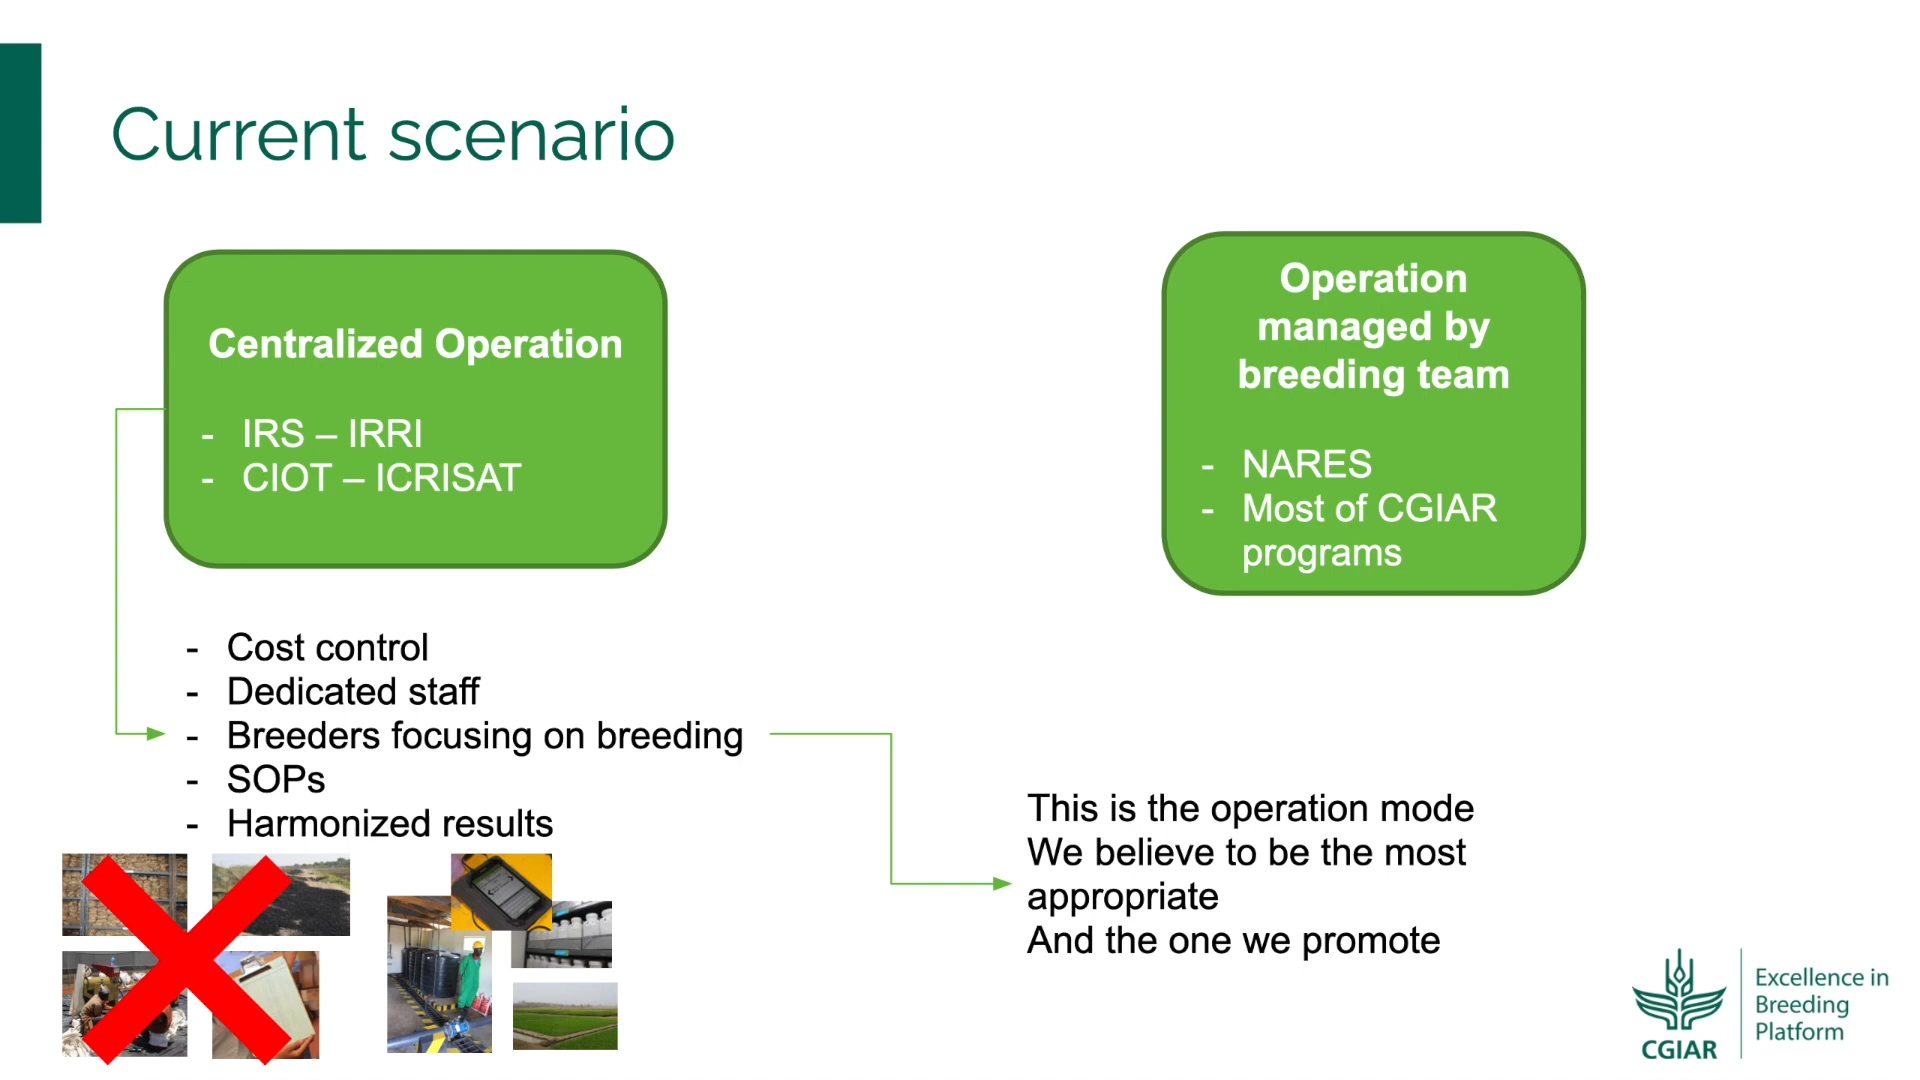 Current scenario
Centralized Operation
- IRS – IRRI
- CIOT – ICRISAT
Operation
managed by
breeding team
- NARES
- Most of CGIAR
programs
- Cost control
- Dedicated staff
- Breeders focusing on breeding
- SOPs
- Harmonized results
This is the operation mode
We believe to be the most
appropriate
And the one we promote
CGIAR
Excellence in
Breeding
Platform